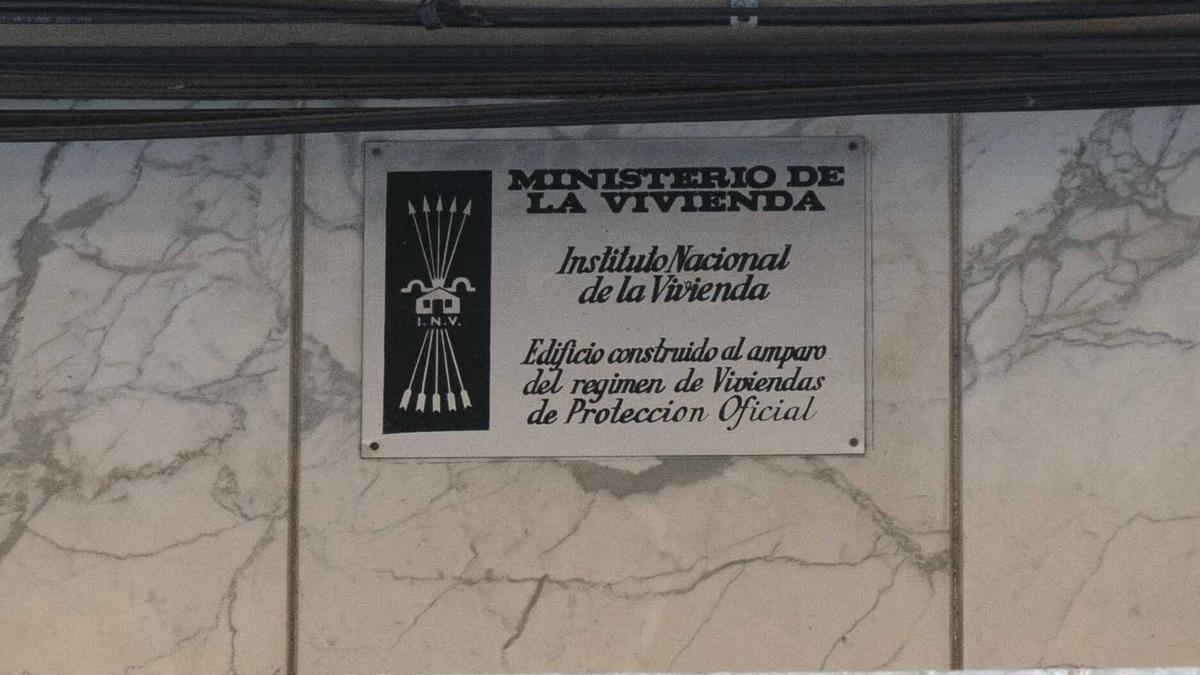 MINISTERIO DE
LA VIVIENDA
Instituto Nacional
de la Vivienda
I.N.V.
Edificio construido al amparo
del regimen de Viviendas
de Proteccion Oficial